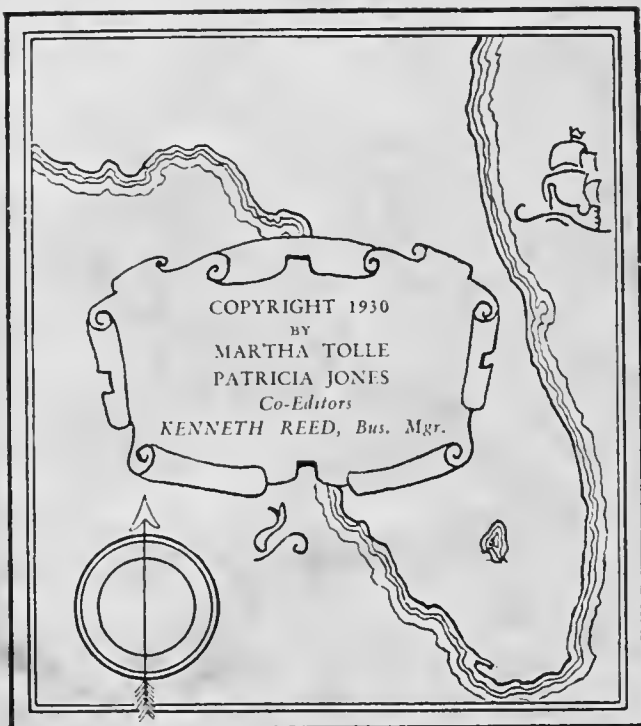 COPYRIGHT 1930
BY
MARTHA TOLLE
PATRICIA JONES
Co-Editors
KENNETH REED, Bus. Mgr.